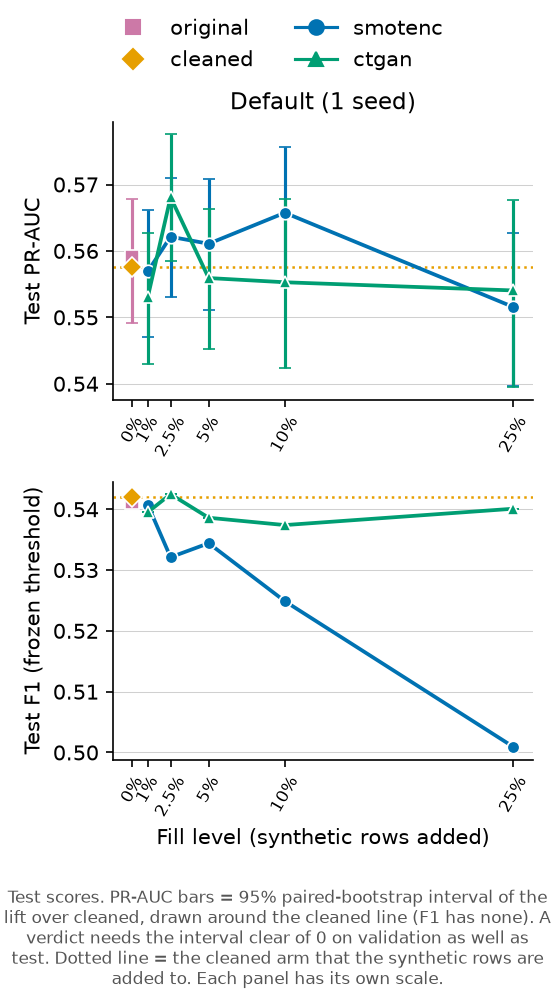 original
cleaned
smotenc
ctgan
Default (1 seed)
Test PR-AUC
0.57
0.56
0.55
0.54
0%
1%
2.5%
5%
10%
25%
Test F1 (frozen threshold)
0.54
0.53
0.52
0.51
0.50
0%
1%
2.5%
5%
10%
25%
Fill level (synthetic rows added)
Test scores. PR-AUC bars = 95% paired-bootstrap interval of the
lift over cleaned, drawn around the cleaned line (F1 has none). A
verdict needs the interval clear of 0 on validation as well as
test. Dotted line = the cleaned arm that the synthetic rows are
added to. Each panel has its own scale.